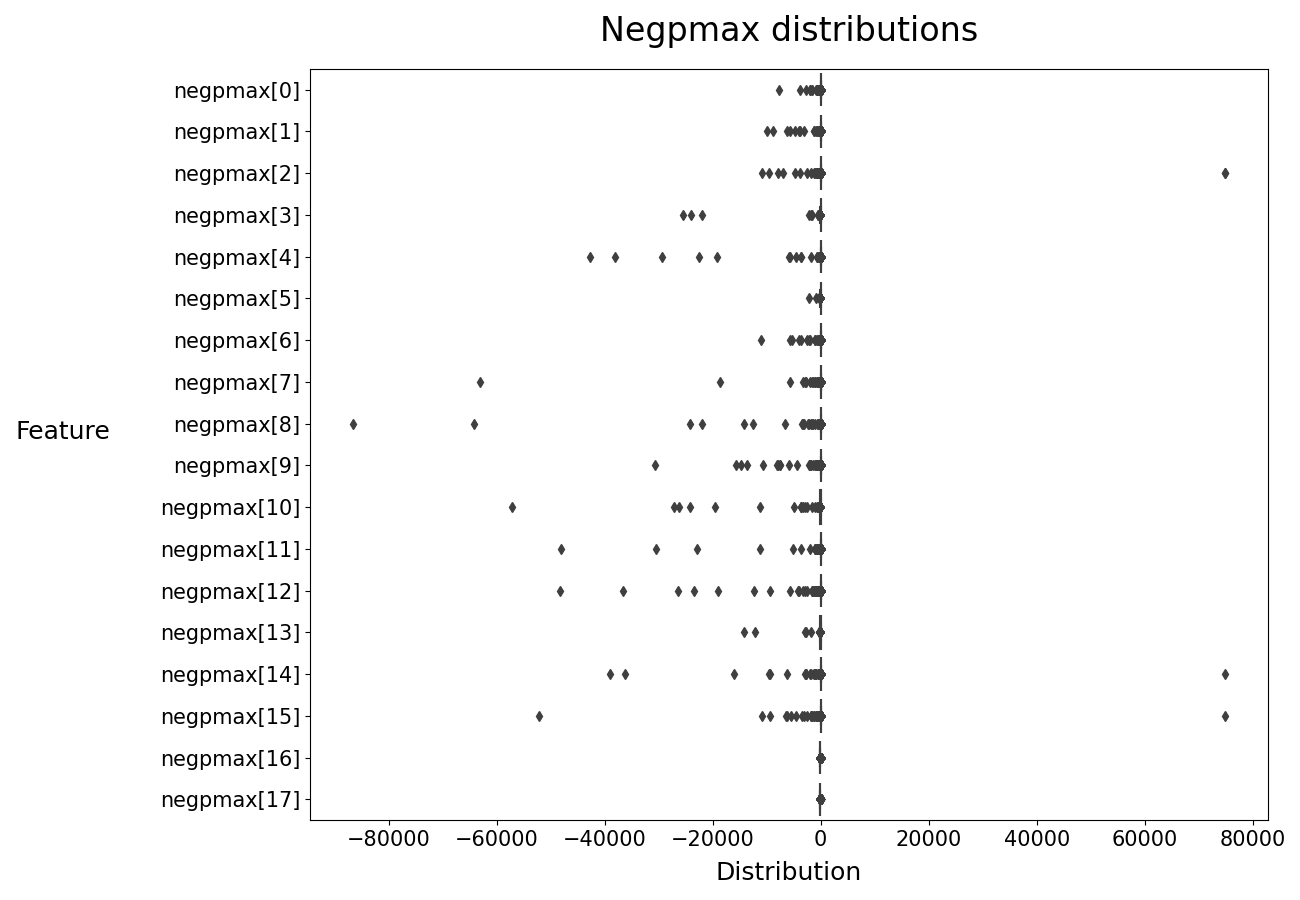 Negpmax distributions
negpmax[0]
negpmax[1]
negpmax[2]
negpmax[3]
negpmax[4]
negpmax[5]
negpmax[6]
negpmax[7]
negpmax[8]
negpmax[9]
negpmax[10]
negpmax[11]
negpmax[12]
negpmax[13]
negpmax[14]
negpmax[15]
negpmax[16]
negpmax[17]
Feature
−80000 −60000 −40000 −20000 0 20000 40000 60000 80000
Distribution